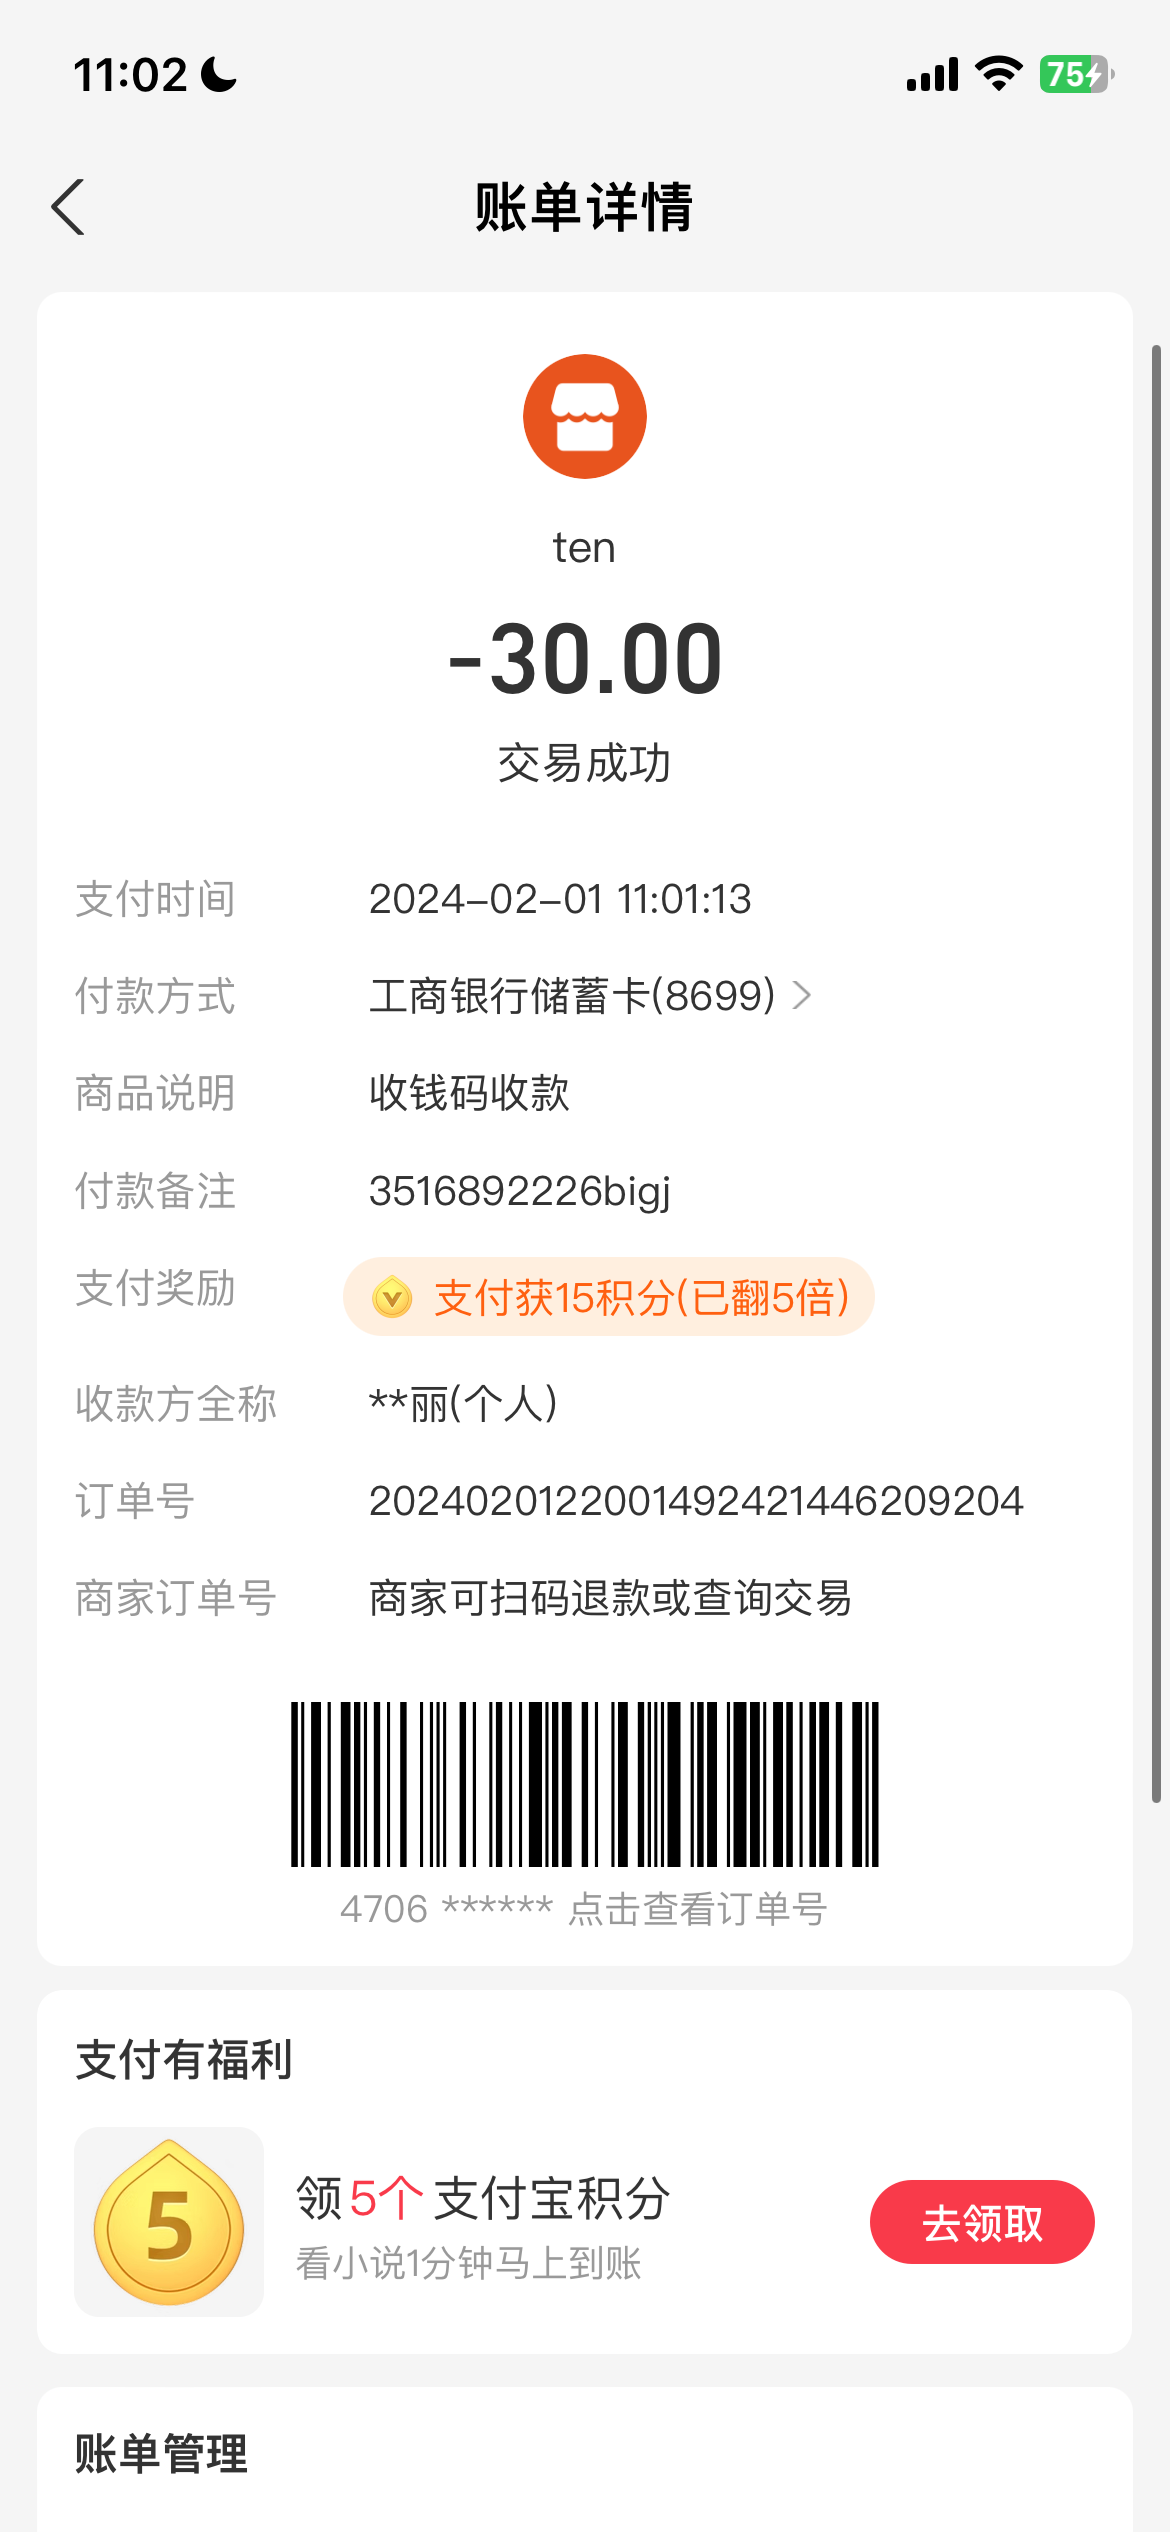 11:02
75
账单详情
ten
-30.00
交易成功
支付时间 2024-02-01 11:01:13
付款方式 工商银行储蓄卡(8699)
商品说明 收钱码收款
付款备注 3516892226bigj
支付奖励 支付获15积分(已翻5倍)
收款方全称 **丽(个人)
订单号 20240201220014924214462092​04
商家订单号 商家可扫码退款或查询交易
4706 ****** 点击查看订单号
支付有福利
5
领5个支付宝积分
看小说1分钟马上到账
去领取
账单管理